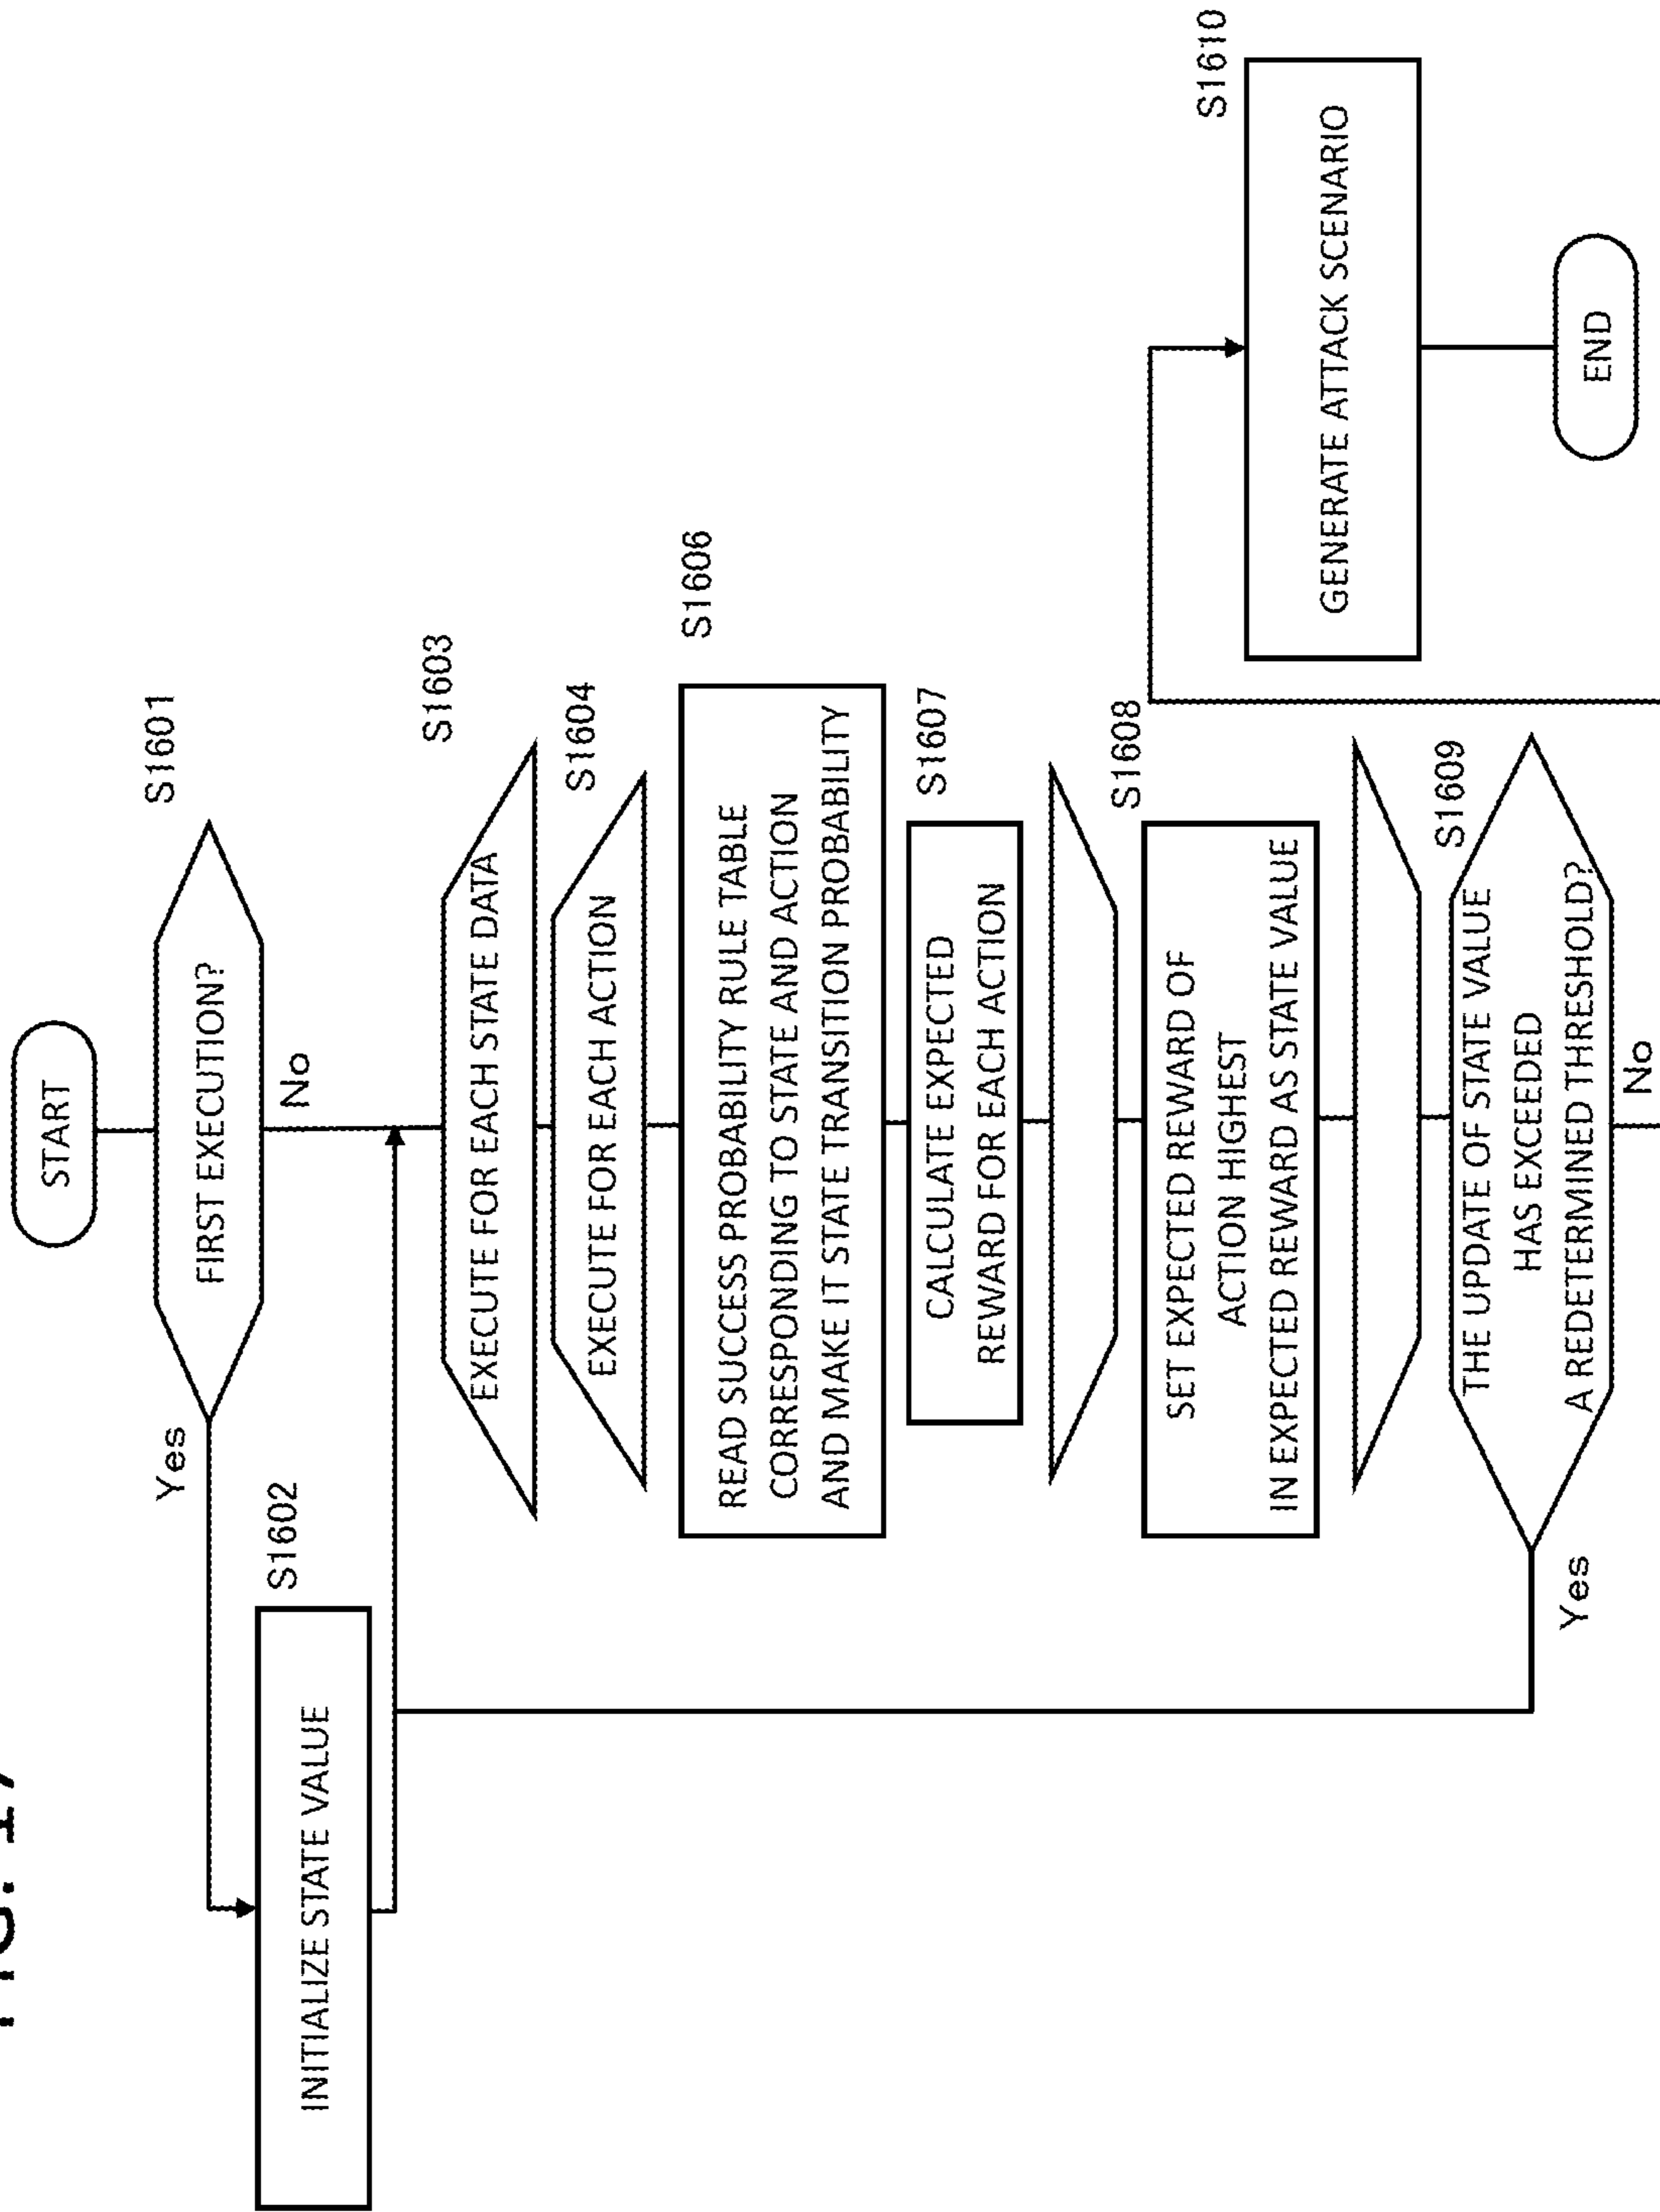 START
S1601
FIRST EXECUTION?
Yes
No
S1602
INITIALIZE STATE VALUE
S1603
EXECUTE FOR EACH STATE DATA
S1604
EXECUTE FOR EACH ACTION
S1606
READ SUCCESS PROBABILITY RULE TABLE
CORRESPONDING TO STATE AND ACTION
AND MAKE IT STATE TRANSITION PROBABILITY
S1607
CALCULATE EXPECTED
REWARD FOR EACH ACTION
S1608
SET EXPECTED REWARD OF
ACTION HIGHEST
IN EXPECTED REWARD AS STATE VALUE
S1609
THE UPDATE OF STATE VALUE
HAS EXCEEDED
A REDETERMINED THRESHOLD?
Yes
No
S1610
GENERATE ATTACK SCENARIO
END